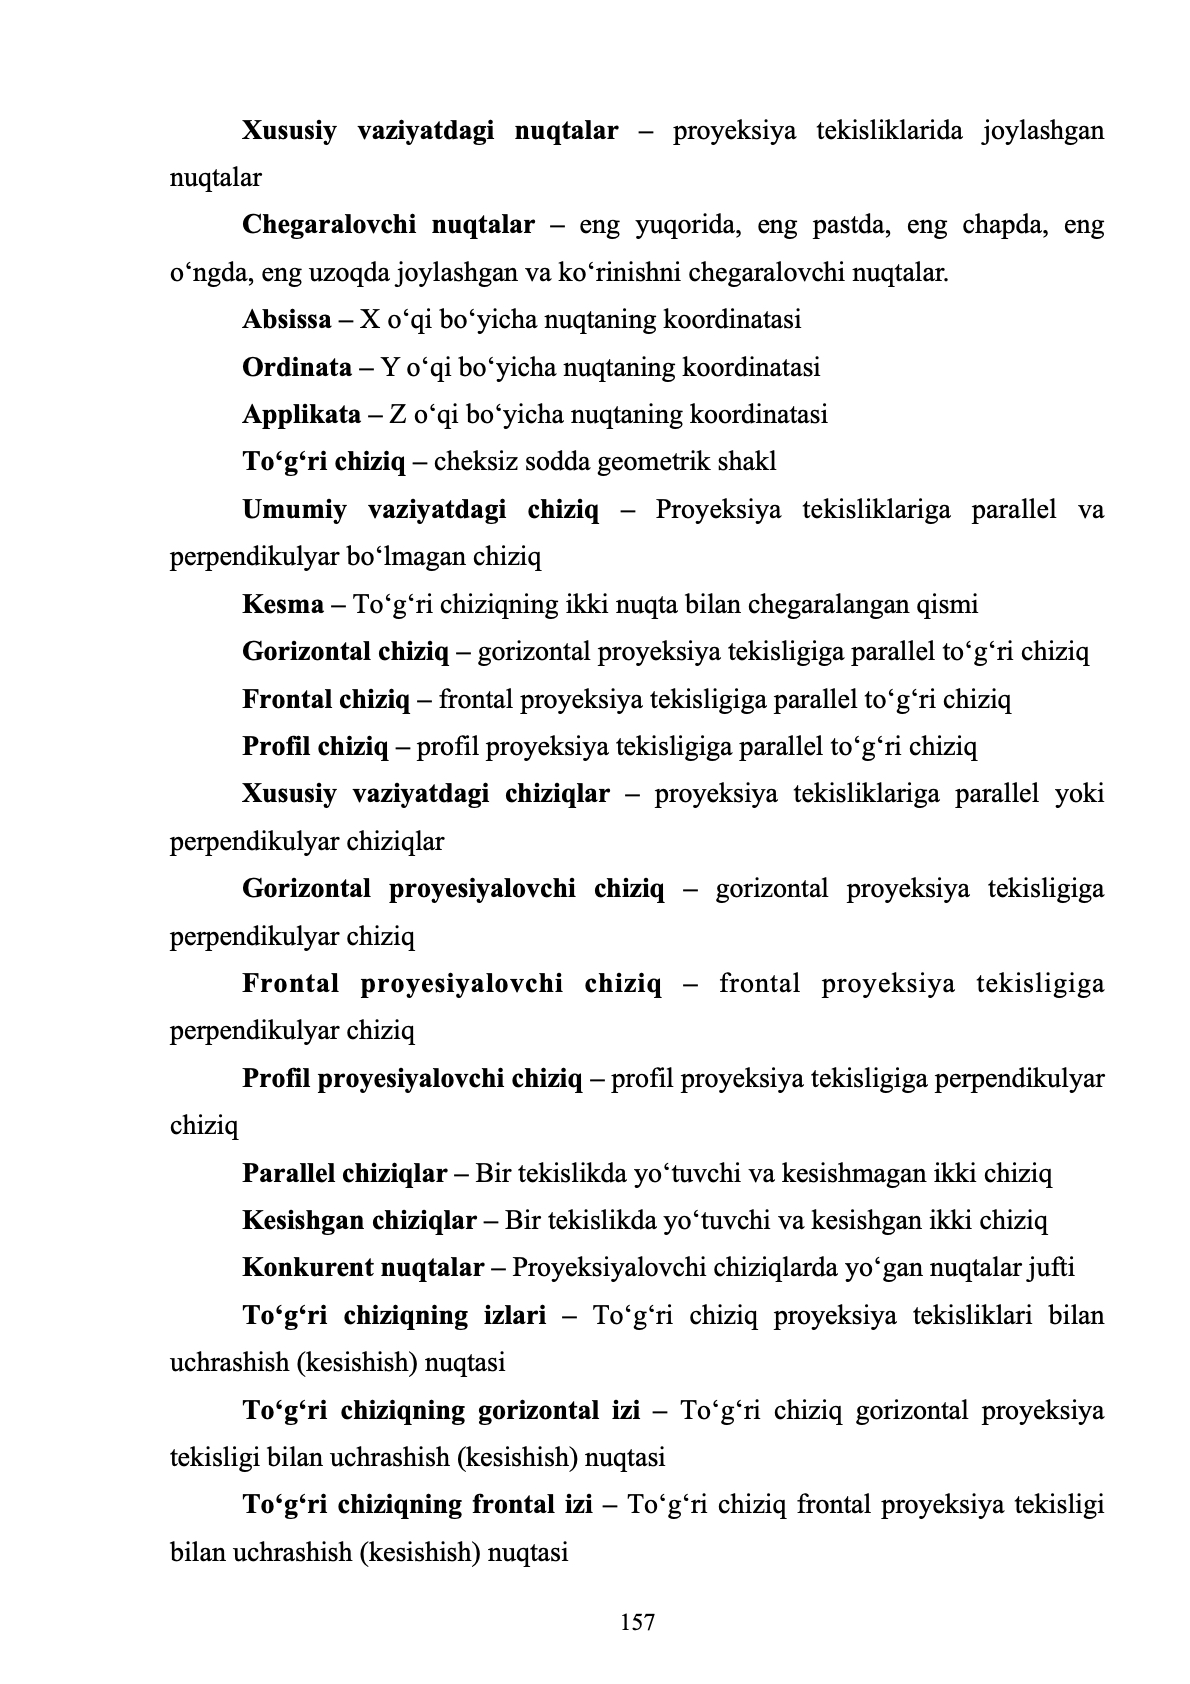 Xususiy vaziyatdagi nuqtalar – proyeksiya tekisliklarida joylashgan
nuqtalar
Chegaralovchi nuqtalar – eng yuqorida, eng pastda, eng chapda, eng
o‘ngda, eng uzoqda joylashgan va ko‘rinishni chegaralovchi nuqtalar.
Absissa – X o‘qi bo‘yicha nuqtaning koordinatasi
Ordinata – Y o‘qi bo‘yicha nuqtaning koordinatasi
Applikata – Z o‘qi bo‘yicha nuqtaning koordinatasi
To‘g‘ri chiziq – cheksiz sodda geometrik shakl
Umumiy vaziyatdagi chiziq – Proyeksiya tekisliklariga parallel va
perpendikulyar bo‘lmagan chiziq
Kesma – To‘g‘ri chiziqning ikki nuqta bilan chegaralangan qismi
Gorizontal chiziq – gorizontal proyeksiya tekisligiga parallel to‘g‘ri chiziq
Frontal chiziq – frontal proyeksiya tekisligiga parallel to‘g‘ri chiziq
Profil chiziq – profil proyeksiya tekisligiga parallel to‘g‘ri chiziq
Xususiy vaziyatdagi chiziqlar – proyeksiya tekisliklariga parallel yoki
perpendikulyar chiziqlar
Gorizontal proyesiyalovchi chiziq – gorizontal proyeksiya tekisligiga
perpendikulyar chiziq
Frontal proyesiyalovchi chiziq – frontal proyeksiya tekisligiga
perpendikulyar chiziq
Profil proyesiyalovchi chiziq – profil proyeksiya tekisligiga perpendikulyar
chiziq
Parallel chiziqlar – Bir tekislikda yo‘tuvchi va kesishmagan ikki chiziq
Kesishgan chiziqlar – Bir tekislikda yo‘tuvchi va kesishgan ikki chiziq
Konkurent nuqtalar – Proyeksiyalovchi chiziqlarda yo‘gan nuqtalar jufti
To‘g‘ri chiziqning izlari – To‘g‘ri chiziq proyeksiya tekisliklari bilan
uchrashish (kesishish) nuqtasi
To‘g‘ri chiziqning gorizontal izi – To‘g‘ri chiziq gorizontal proyeksiya
tekisligi bilan uchrashish (kesishish) nuqtasi
To‘g‘ri chiziqning frontal izi – To‘g‘ri chiziq frontal proyeksiya tekisligi
bilan uchrashish (kesishish) nuqtasi
157